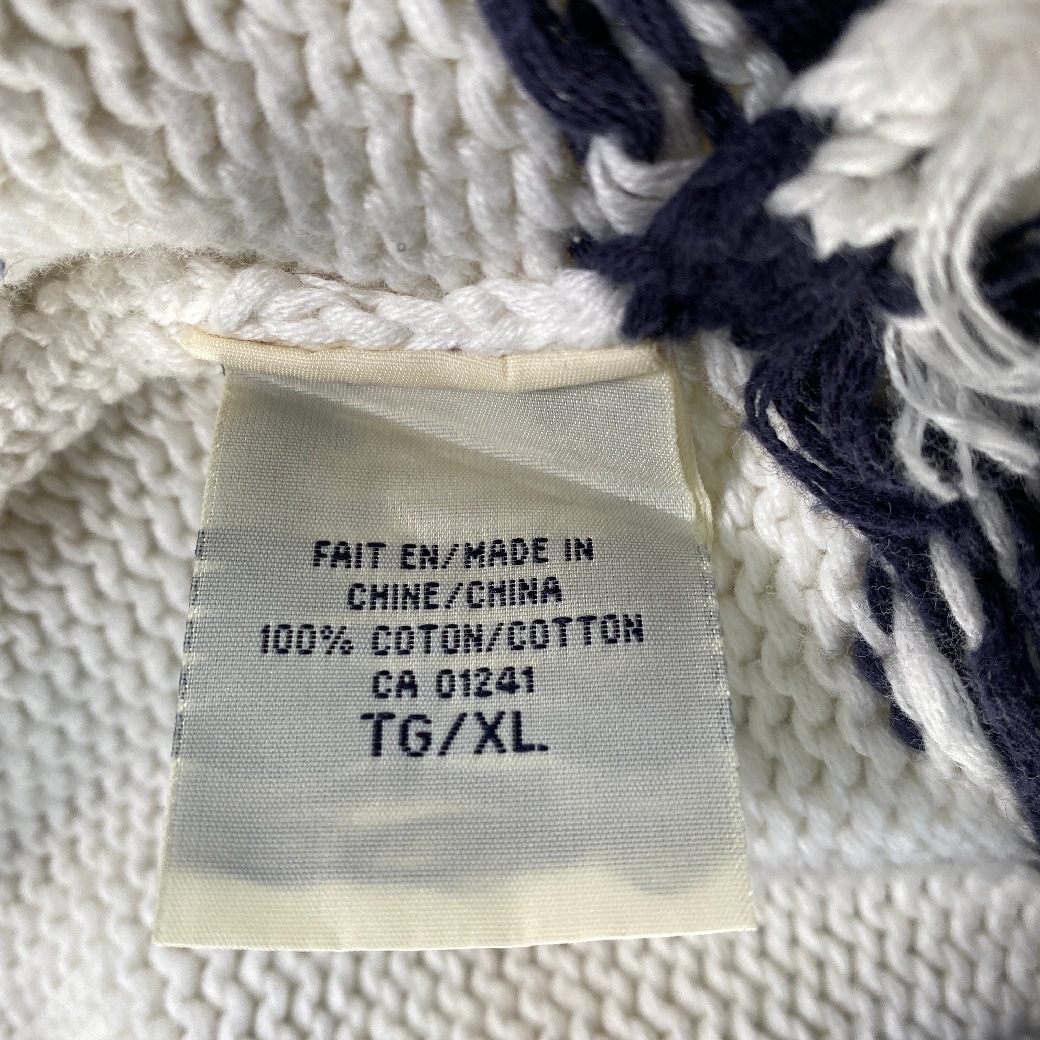 FAIT EN/MADE IN
CHINE/CHINA
100% COTON/COTTON
CA 01241
TG/XL.